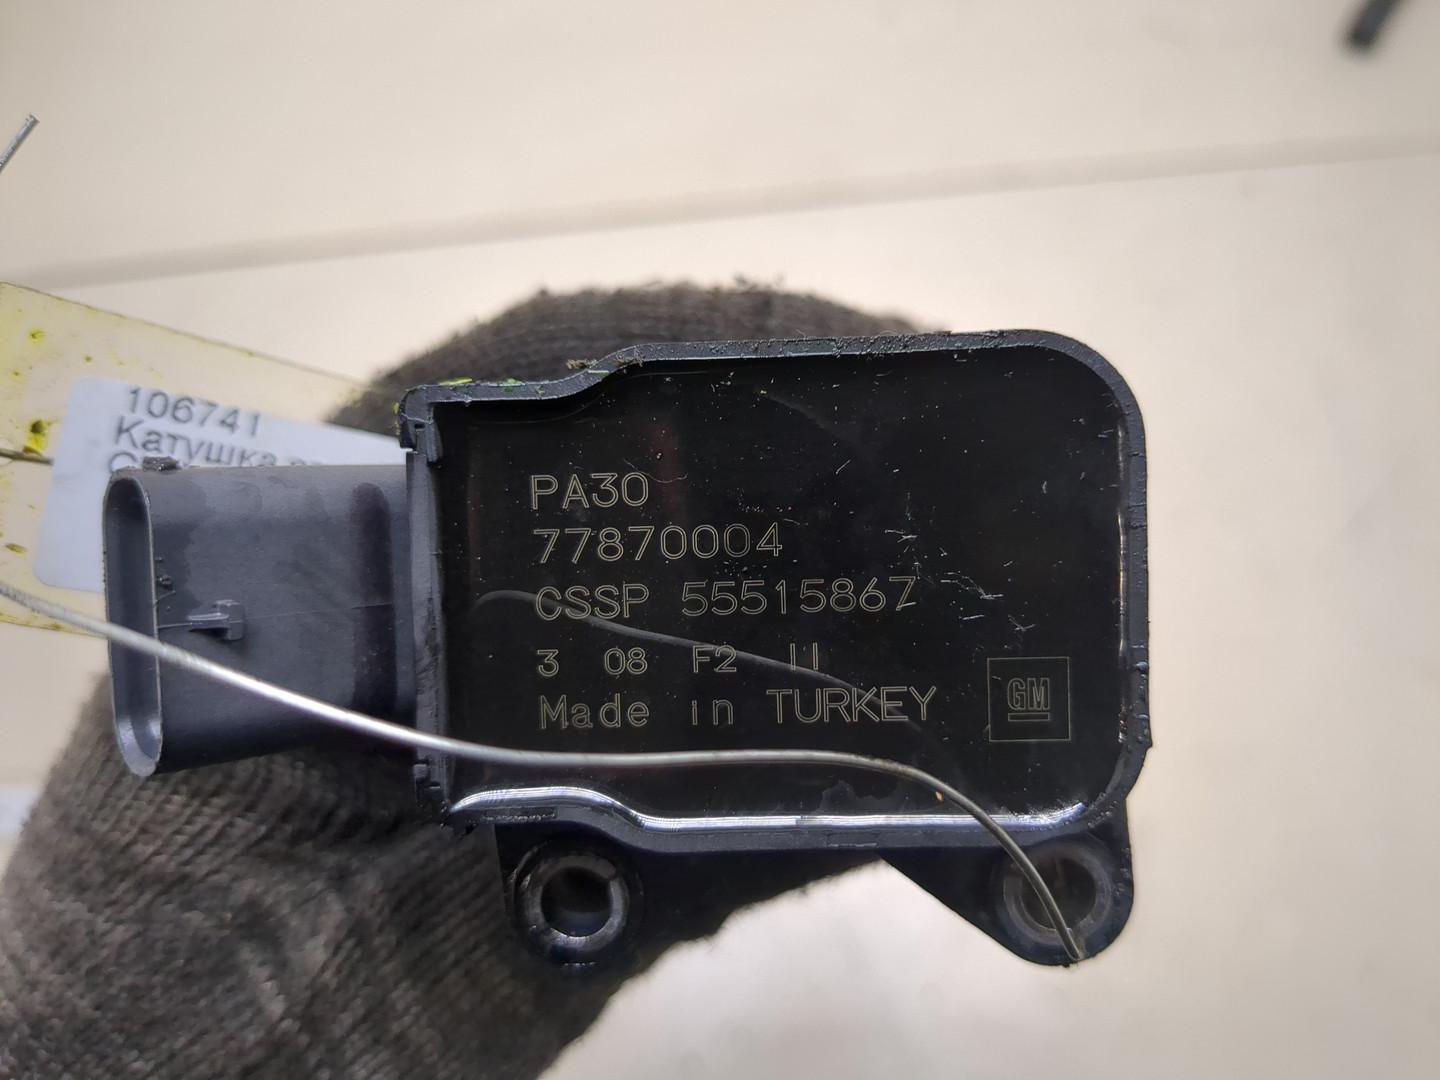 106741
Катушка
PA30
77870004
CSSP 55515867
3 08 F2 11
Made in TURKEY
GM